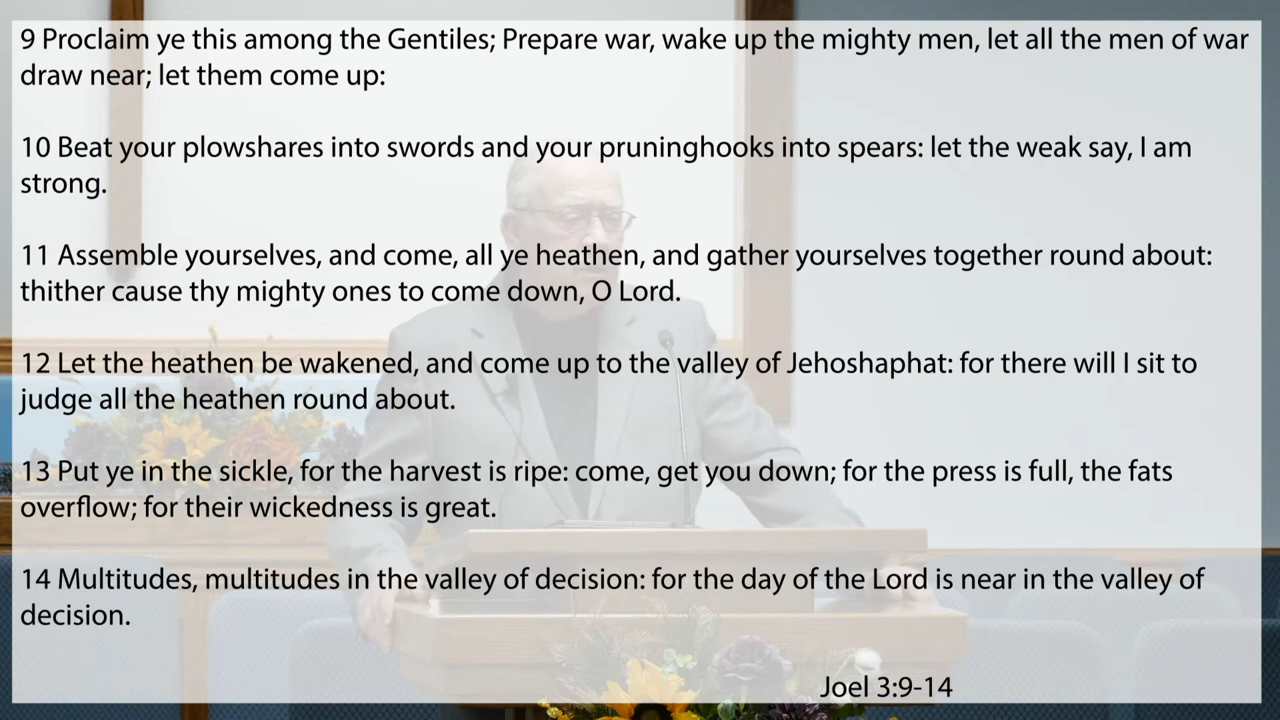 9 Proclaim ye this among the Gentiles; Prepare war, wake up the mighty men, let all the men of war
draw near; let them come up:
10 Beat your plowshares into swords and your pruninghooks into spears: let the weak say, I am
strong.
11 Assemble yourselves, and come, all ye heathen, and gather yourselves together round about:
thither cause thy mighty ones to come down, O Lord.
12 Let the heathen be wakened, and come up to the valley of Jehoshaphat: for there will I sit to
judge all the heathen round about.
13 Put ye in the sickle, for the harvest is ripe: come, get you down; for the press is full, the fats
overflow; for their wickedness is great.
14 Multitudes, multitudes in the valley of decision: for the day of the Lord is near in the valley of
decision.
Joel 3:9-14